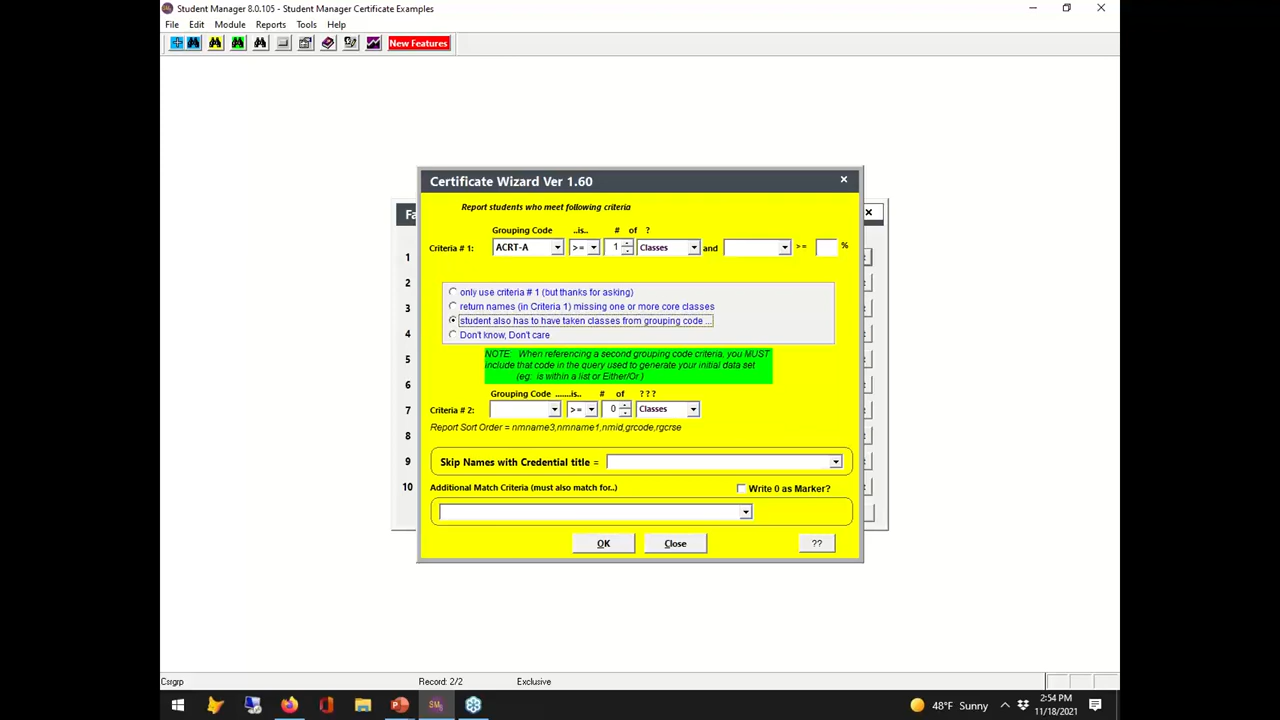 Student Manager 8.0.105 - Student Manager Certificate Examples
File Edit Module Reports Tools Help
New Features
Certificate Wizard Ver 1.60
Report students who meet following criteria
Grouping Code ..is.. # of ?
Criteria # 1: ACRT-A >= 1 Classes and >= %
only use criteria # 1 (but thanks for asking)
return names (in Criteria 1) missing one or more core classes
student also has to have taken classes from grouping code ...
Don't know, Don't care
NOTE: When referencing a second grouping code criteria, you MUST
include that code in the query used to generate your initial data set
(eg: is within a list or Either/Or.)
Grouping Code .......is.. # of ? ? ?
Criteria # 2: >= 0 Classes
Report Sort Order = nmname3,nmname1,nmid,grcode,rgcrse
Skip Names with Credential title =
Additional Match Criteria (must also match for..) Write 0 as Marker?
OK Close ??
Fa
1
2
3
4
5
6
7
8
9
10
Csrgrp Record: 2/2 Exclusive
48°F Sunny
2:54 PM
11/18/2021